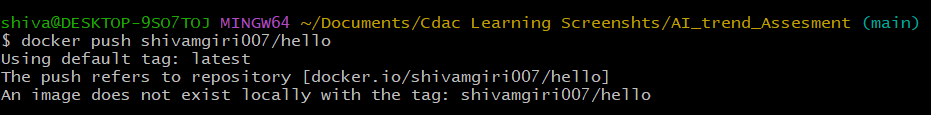 shiva@DESKTOP-9SO7TOJ MINGW64 ~/Documents/Cdac Learning Screenshts/AI_trend_Assesment (main)
$ docker push shivamgiri007/hello
Using default tag: latest
The push refers to repository [docker.io/shivamgiri007/hello]
An image does not exist locally with the tag: shivamgiri007/hello